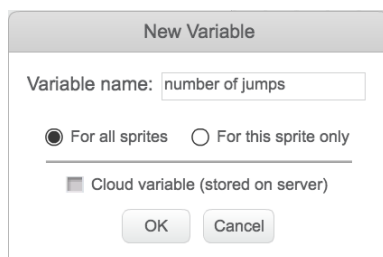 New Variable
Variable name: number of jumps
For all sprites For this sprite only
Cloud variable (stored on server)
OK Cancel